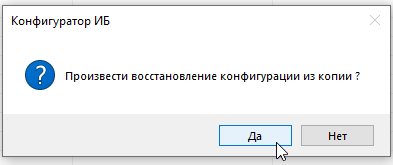 Конфигуратор ИБ
Произвести восстановление конфигурации из копии ?
Да
Нет